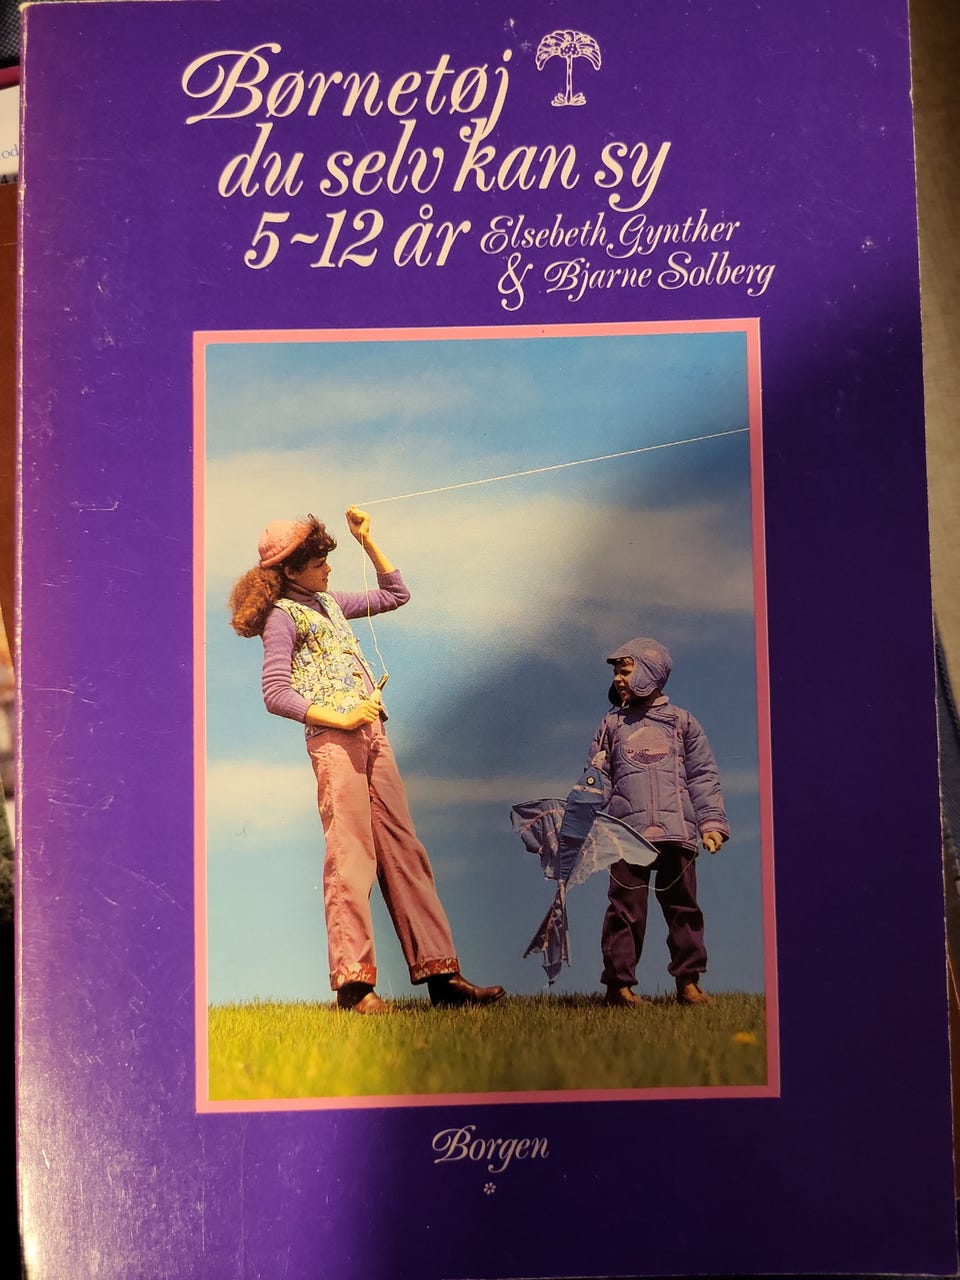 Børnetøj
du selv kan sy
5-12 år
Elsebeth Gynther
& Bjarne Solberg
Borgen